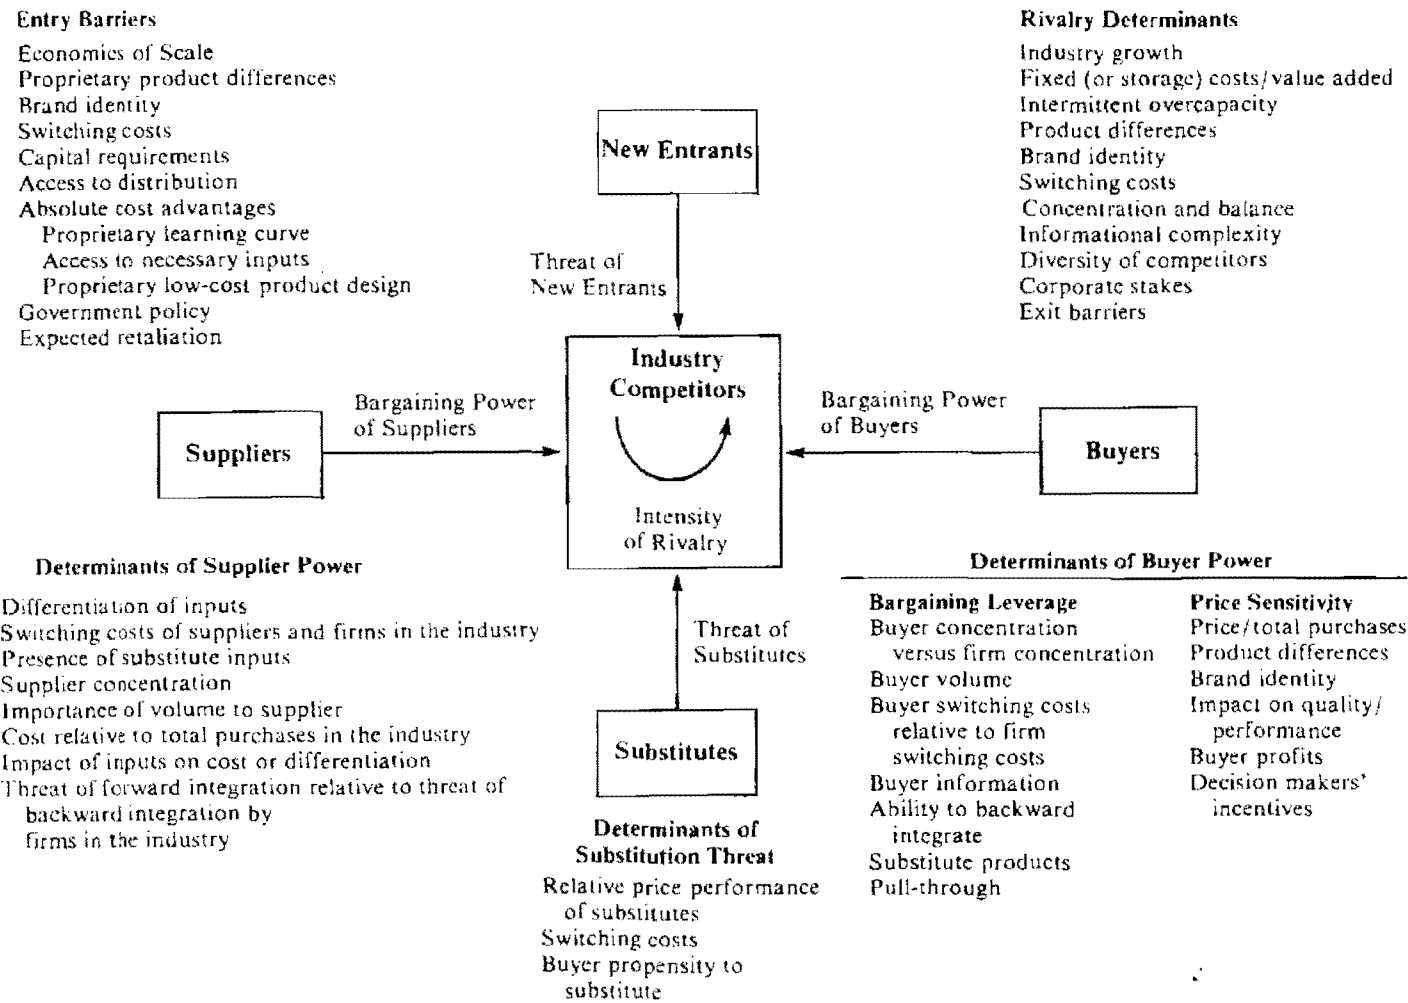 Entry Barriers
Economics of Scale
Proprietary product differences
Brand identity
Switching costs
Capital requirements
Access to distribution
Absolute cost advantages
Proprietary learning curve
Access to necessary inputs
Proprietary low-cost product design
Government policy
Expected retaliation
Rivalry Determinants
Industry growth
Fixed (or storage) costs/value added
Intermittent overcapacity
Product differences
Brand identity
Switching costs
Concentration and balance
Informational complexity
Diversity of competitors
Corporate stakes
Exit barriers
New Entrants
Threat of
New Entrants
Industry
Competitors
Intensity
of Rivalry
Suppliers
Bargaining Power
of Suppliers
Bargaining Power
of Buyers
Buyers
Determinants of Supplier Power
Differentiation of inputs
Switching costs of suppliers and firms in the industry
Presence of substitute inputs
Supplier concentration
Importance of volume to supplier
Cost relative to total purchases in the industry
Impact of inputs on cost or differentiation
Threat of forward integration relative to threat of
backward integration by
firms in the industry
Threat of
Substitutes
Substitutes
Determinants of
Substitution Threat
Relative price performance
of substitutes
Switching costs
Buyer propensity to
substitute
Determinants of Buyer Power
Bargaining Leverage
Buyer concentration
versus firm concentration
Buyer volume
Buyer switching costs
relative to firm
switching costs
Buyer information
Ability to backward
integrate
Substitute products
Pull-through
Price Sensitivity
Price/total purchases
Product differences
Brand identity
Impact on quality/
performance
Buyer profits
Decision makers'
incentives